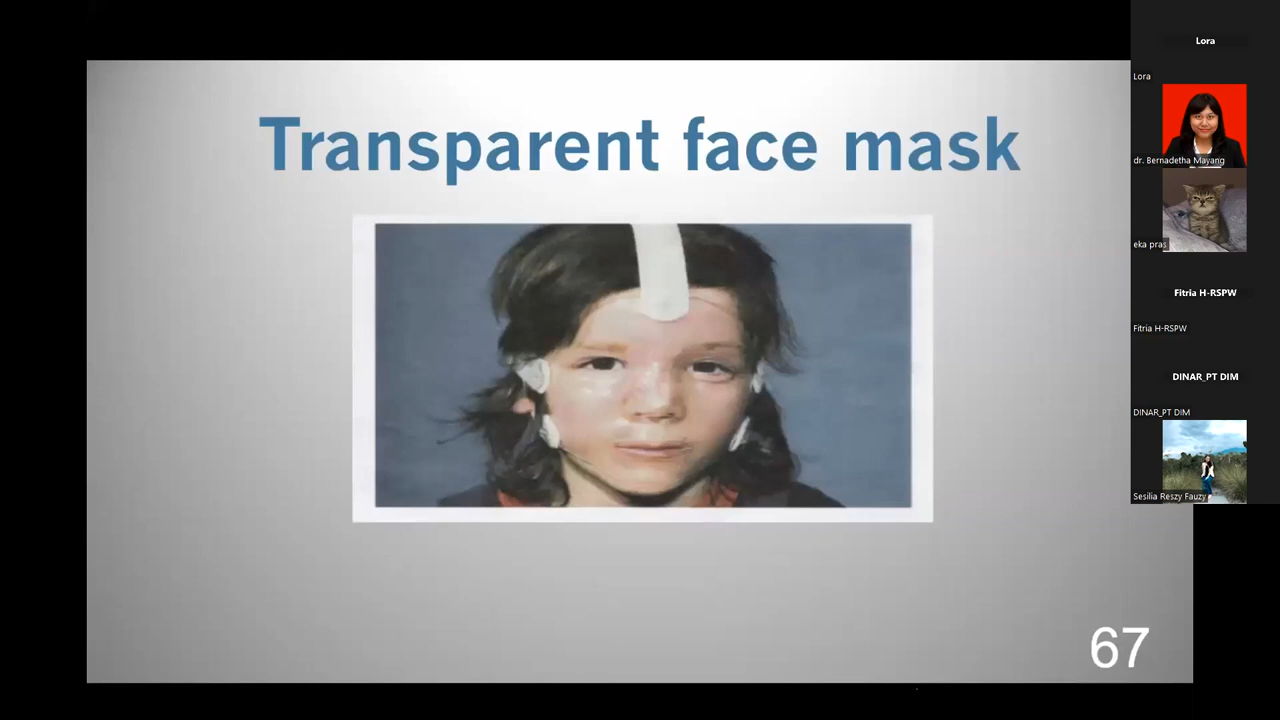 Transparent face mask
67
Lora
Lora
dr. Bernadetha Mayang
eka pras
Fitria H-RSPW
Fitria H-RSPW
DINAR_PT DIM
DINAR_PT DIM
Sesilia Reszy Fauzy